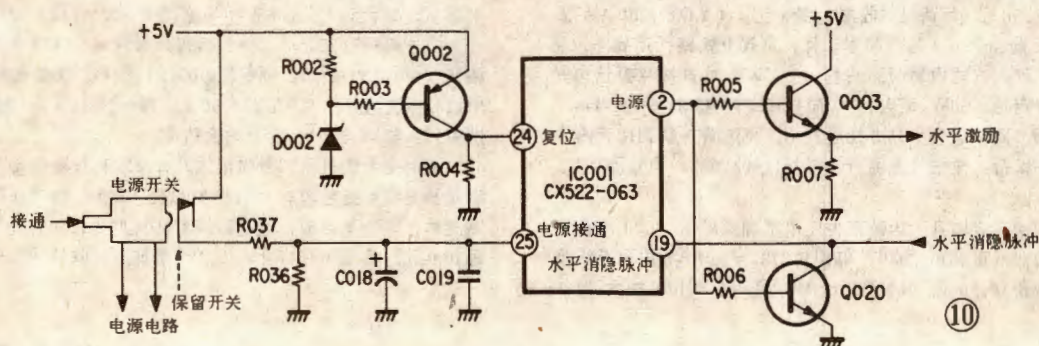 +5V
R002
R003
Q002
D002
R004
电源开关
接通
R037
R036
C018
+
C019
保留开关
电源电路
24
复位
25
电源接通
IC001
CX522-063
电源
2
水平消隐脉冲
19
R005
+5V
Q003
R007
水平激励
水平消隐脉冲
R006
Q020
⑩